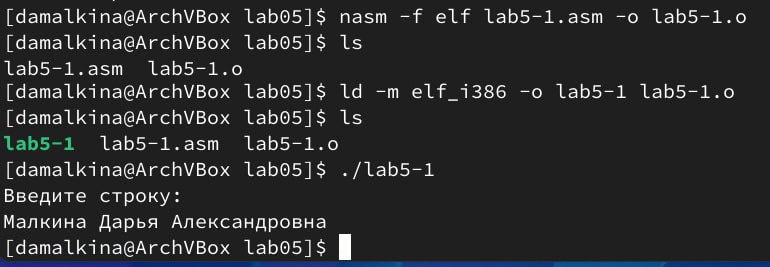 [damalkina@ArchVBox lab05]$ nasm -f elf lab5-1.asm -o lab5-1.o
[damalkina@ArchVBox lab05]$ ls
lab5-1.asm  lab5-1.o
[damalkina@ArchVBox lab05]$ ld -m elf_i386 -o lab5-1 lab5-1.o
[damalkina@ArchVBox lab05]$ ls
lab5-1  lab5-1.asm  lab5-1.o
[damalkina@ArchVBox lab05]$ ./lab5-1
Введите строку:
Малкина Дарья Александровна
[damalkina@ArchVBox lab05]$